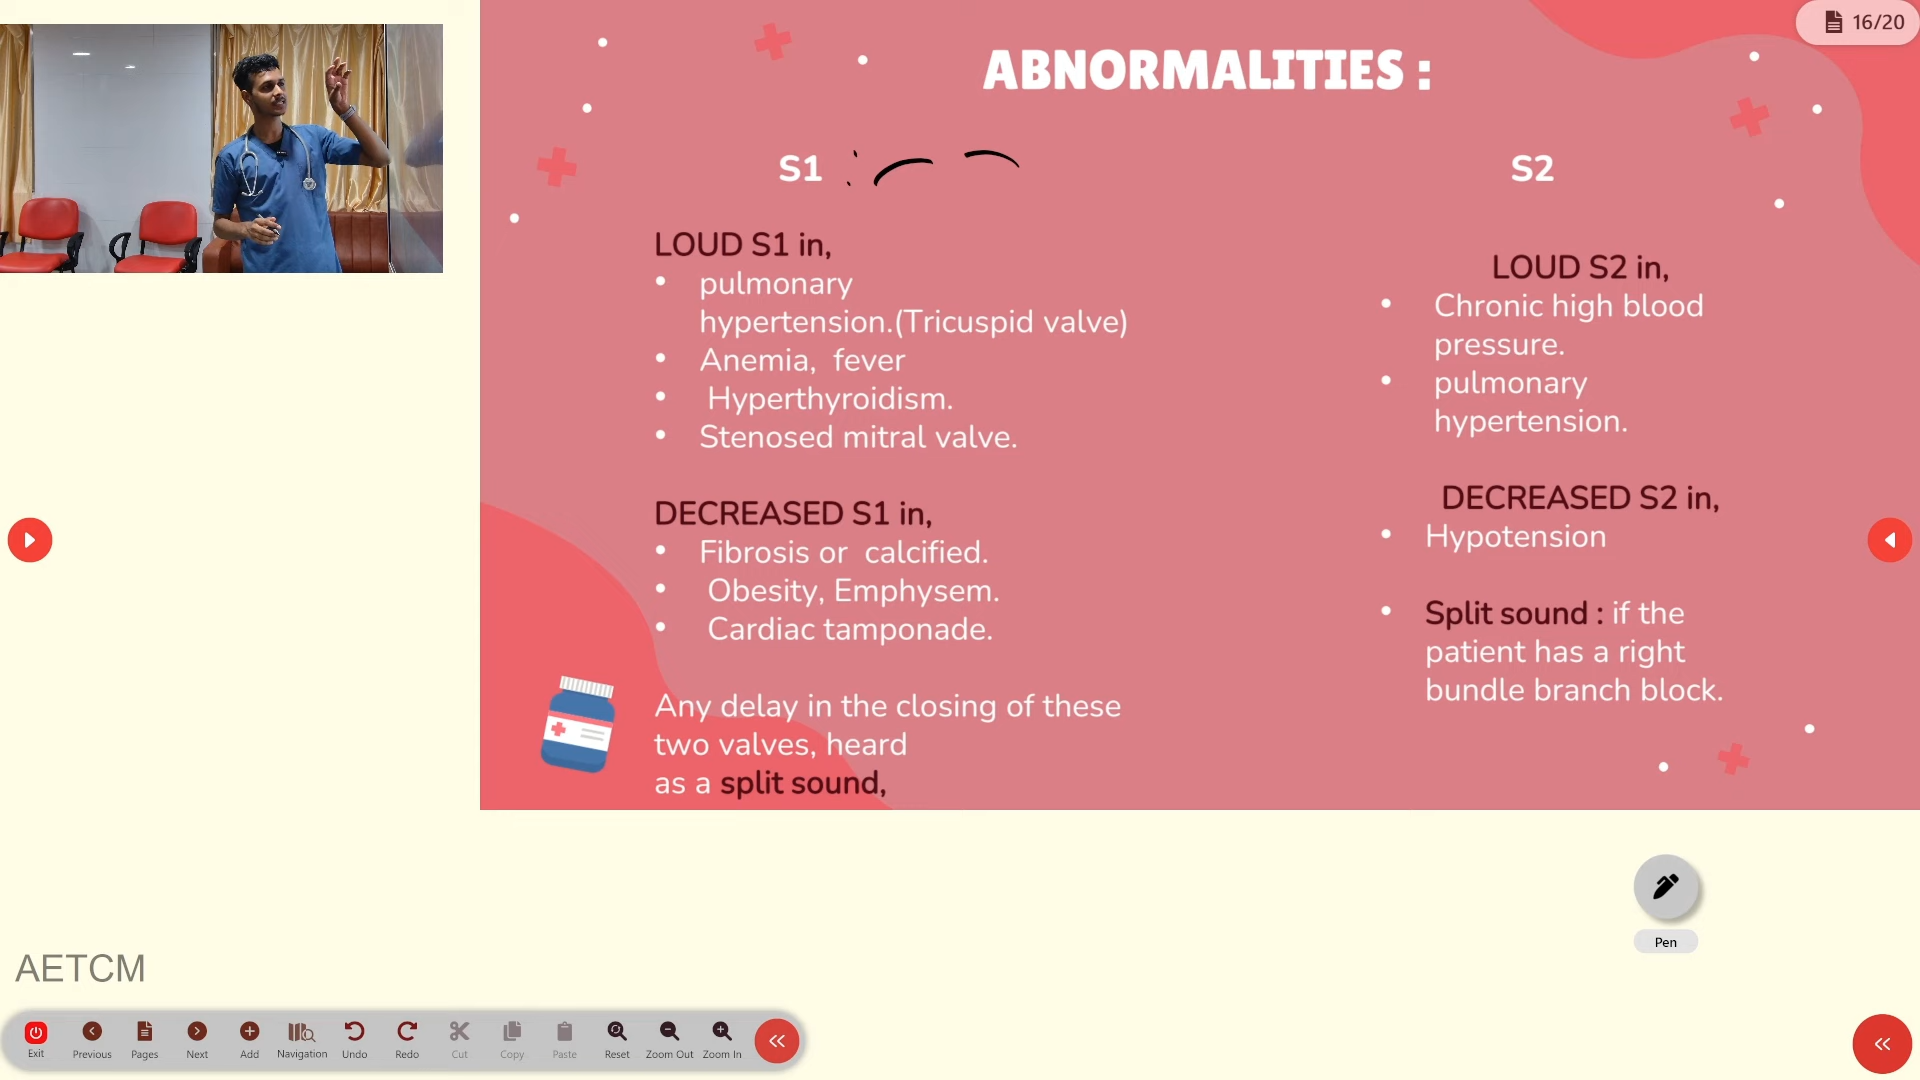 16/20
ABNORMALITIES :
S1
LOUD S1 in,
• pulmonary
hypertension.(Tricuspid valve)
• Anemia, fever
• Hyperthyroidism.
• Stenosed mitral valve.
DECREASED S1 in,
• Fibrosis or calcified.
• Obesity, Emphysem.
• Cardiac tamponade.
Any delay in the closing of these
two valves, heard
as a split sound,
S2
LOUD S2 in,
• Chronic high blood
pressure.
• pulmonary
hypertension.
DECREASED S2 in,
• Hypotension
• Split sound : if the
patient has a right
bundle branch block.
Pen
AETCM
Exit Previous Pages Next Add Navigation Undo Redo Cut Copy Paste Reset Zoom Out Zoom In